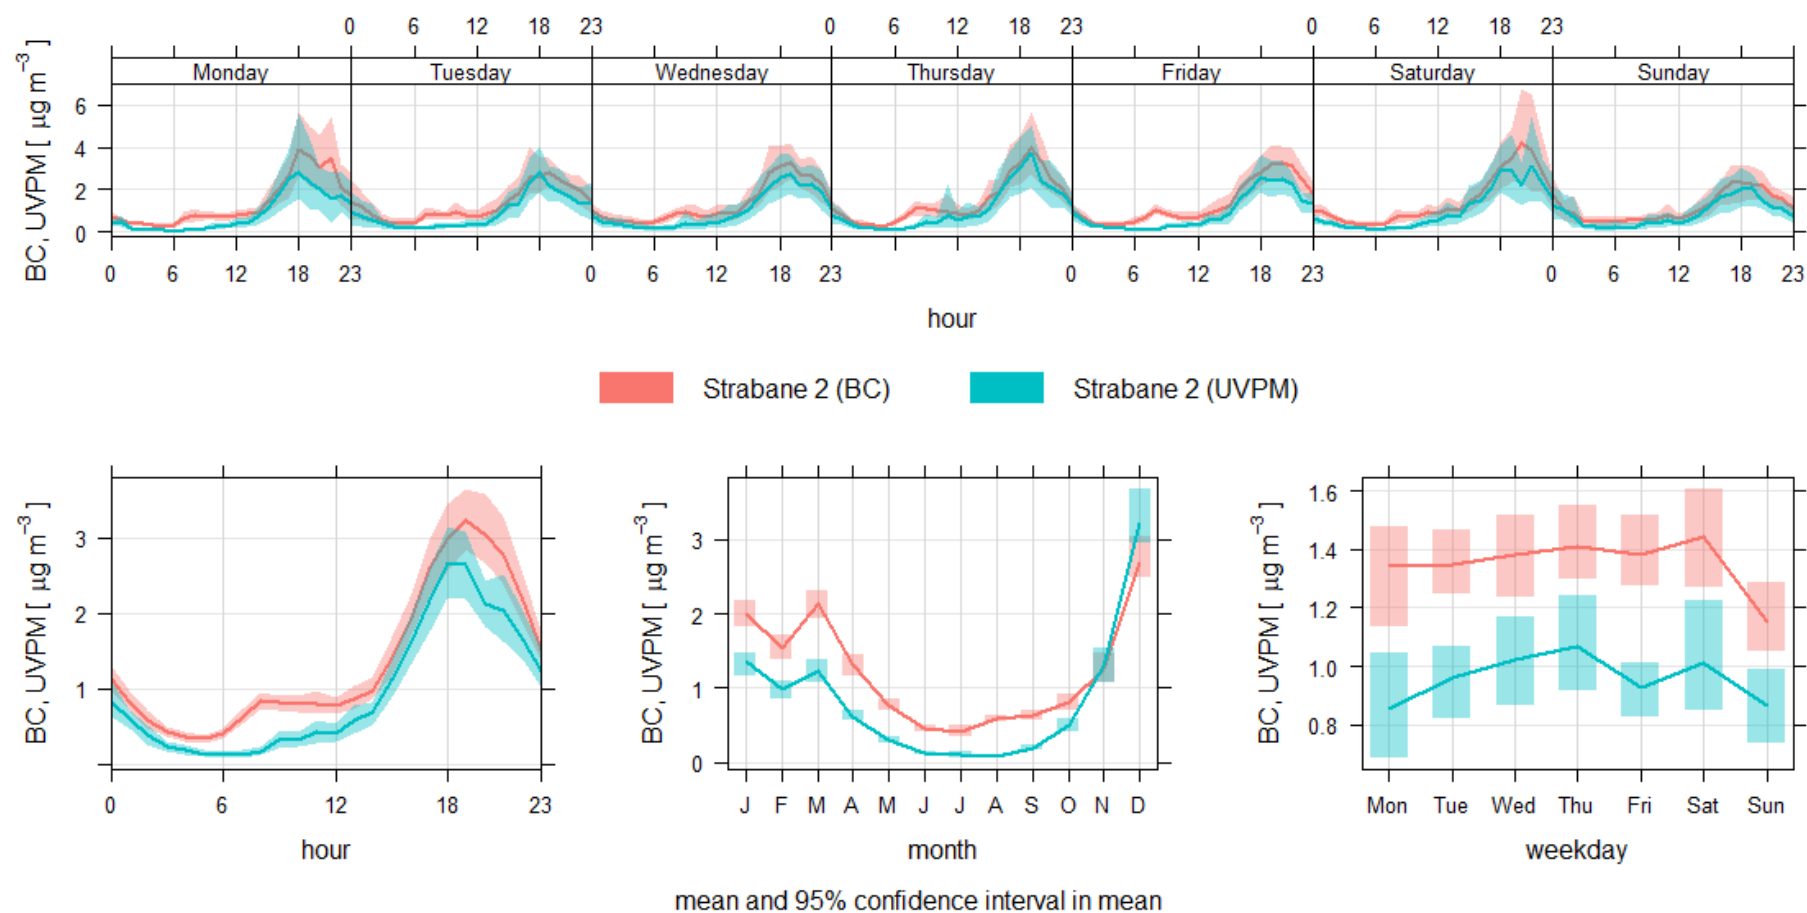 0 6 12 18 23 0 6 12 18 23 0 6 12 18 23
Monday Tuesday Wednesday Thursday Friday Saturday Sunday
BC, UVPM [ µg m⁻³ ]
6
4
2
0
0 6 12 18 23 0 6 12 18 23 0 6 12 18 23 0 6 12 18 23
hour
Strabane 2 (BC) Strabane 2 (UVPM)
BC, UVPM [ µg m⁻³ ]
3
2
1
0 6 12 18 23
hour
BC, UVPM [ µg m⁻³ ]
3
2
1
0
J F M A M J J A S O N D
month
BC, UVPM [ µg m⁻³ ]
1.6
1.4
1.2
1.0
0.8
Mon Tue Wed Thu Fri Sat Sun
weekday
mean and 95% confidence interval in mean